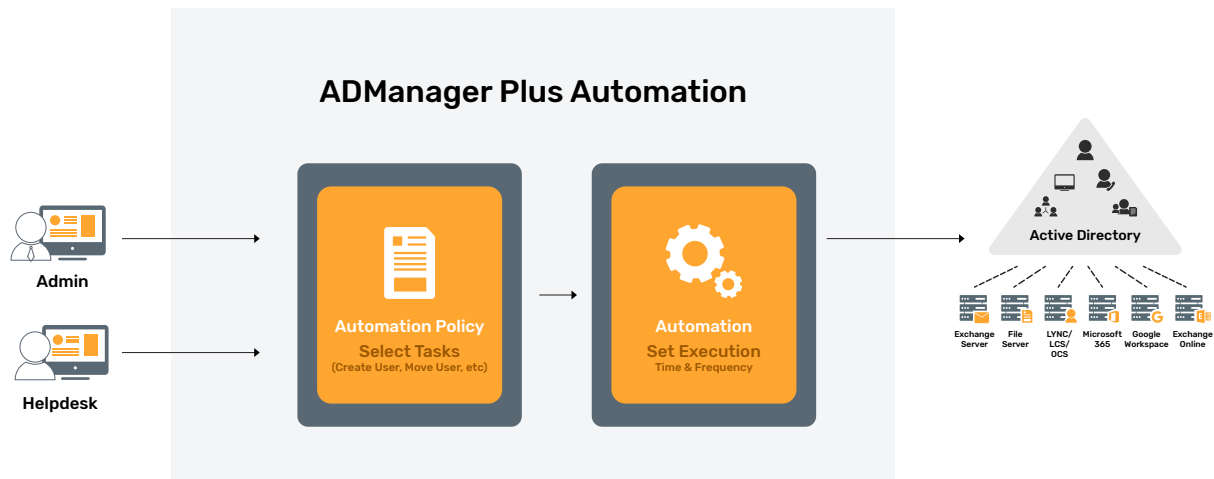 ADManager Plus Automation
Admin
Helpdesk
Automation Policy
Select Tasks
(Create User, Move User, etc)
Automation
Set Execution
Time & Frequency
Active Directory
Exchange
Server
File
Server
LYNC/
LCS/
OCS
Microsoft
365
Google
Workspace
Exchange
Online